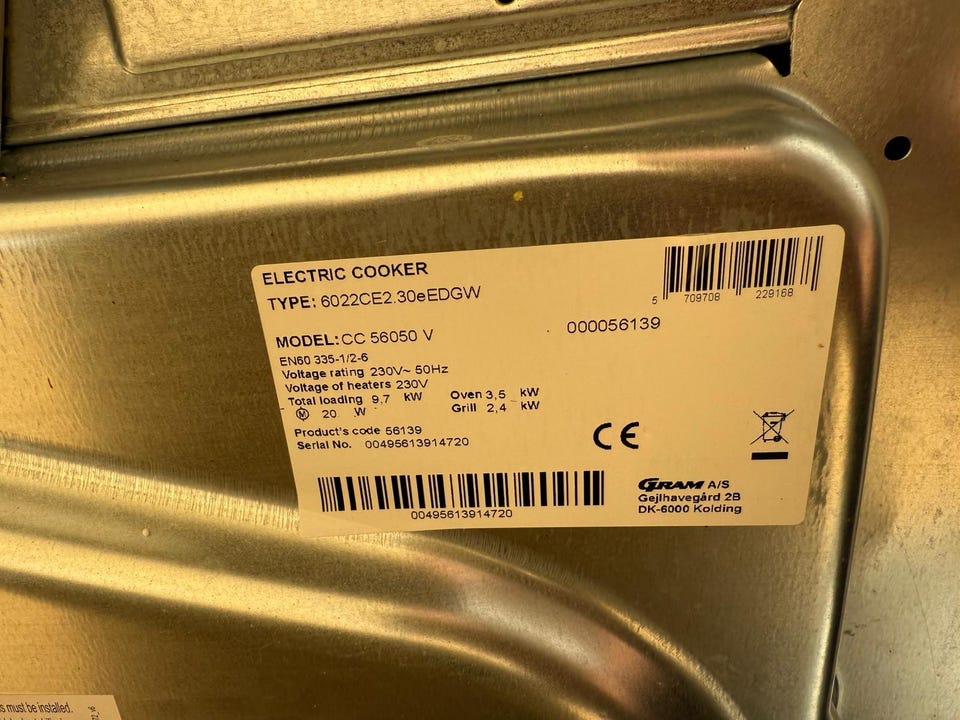 ELECTRIC COOKER
TYPE: 6022CE2.30eEDGW
5 709708 229168
000056139
MODEL: CC 56050 V
EN60 335-1/2-6
Voltage rating 230V~ 50Hz
Voltage of heaters 230V
Total loading 9,7 kW Oven 3,5 kW
M 20 W Grill 2,4 kW
Product's code 56139
Serial No. 00495613914720
CE
00495613914720
GRAM A/S
Gejlhavegård 2B
DK-6000 Kolding
s must be installed.